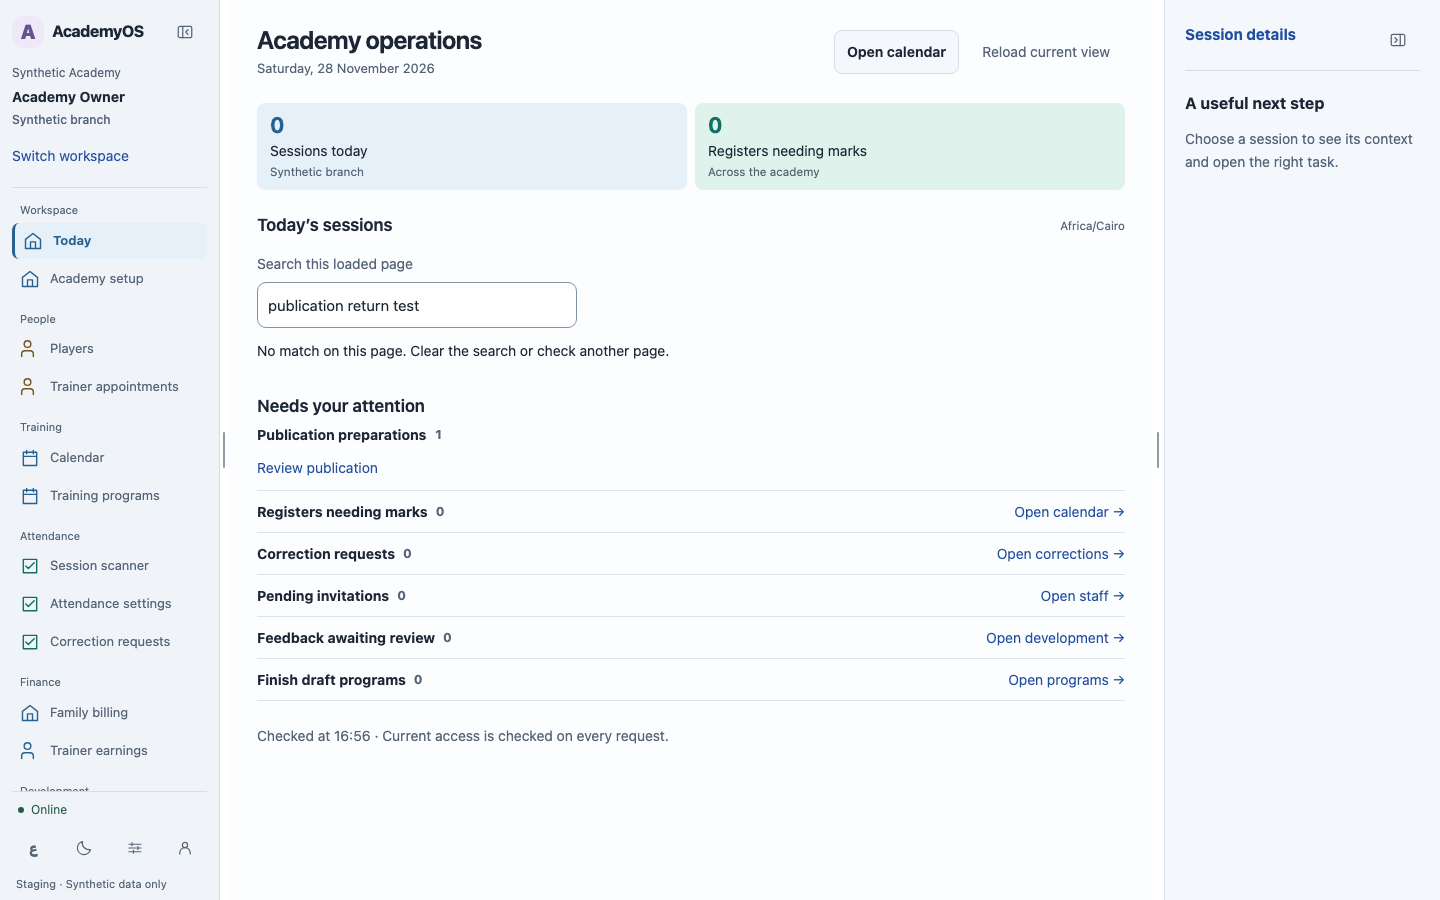 A AcademyOS
Synthetic Academy
Academy Owner
Synthetic branch
Switch workspace
Workspace
Today
Academy setup
People
Players
Trainer appointments
Training
Calendar
Training programs
Attendance
Session scanner
Attendance settings
Correction requests
Finance
Family billing
Trainer earnings
Development
Online
ع
Staging · Synthetic data only
Academy operations
Saturday, 28 November 2026
Open calendar
Reload current view
0
Sessions today
Synthetic branch
0
Registers needing marks
Across the academy
Today’s sessions
Africa/Cairo
Search this loaded page
publication return test
No match on this page. Clear the search or check another page.
Needs your attention
Publication preparations 1
Review publication
Registers needing marks 0 Open calendar →
Correction requests 0 Open corrections →
Pending invitations 0 Open staff →
Feedback awaiting review 0 Open development →
Finish draft programs 0 Open programs →
Checked at 16:56 · Current access is checked on every request.
Session details
A useful next step
Choose a session to see its context
and open the right task.